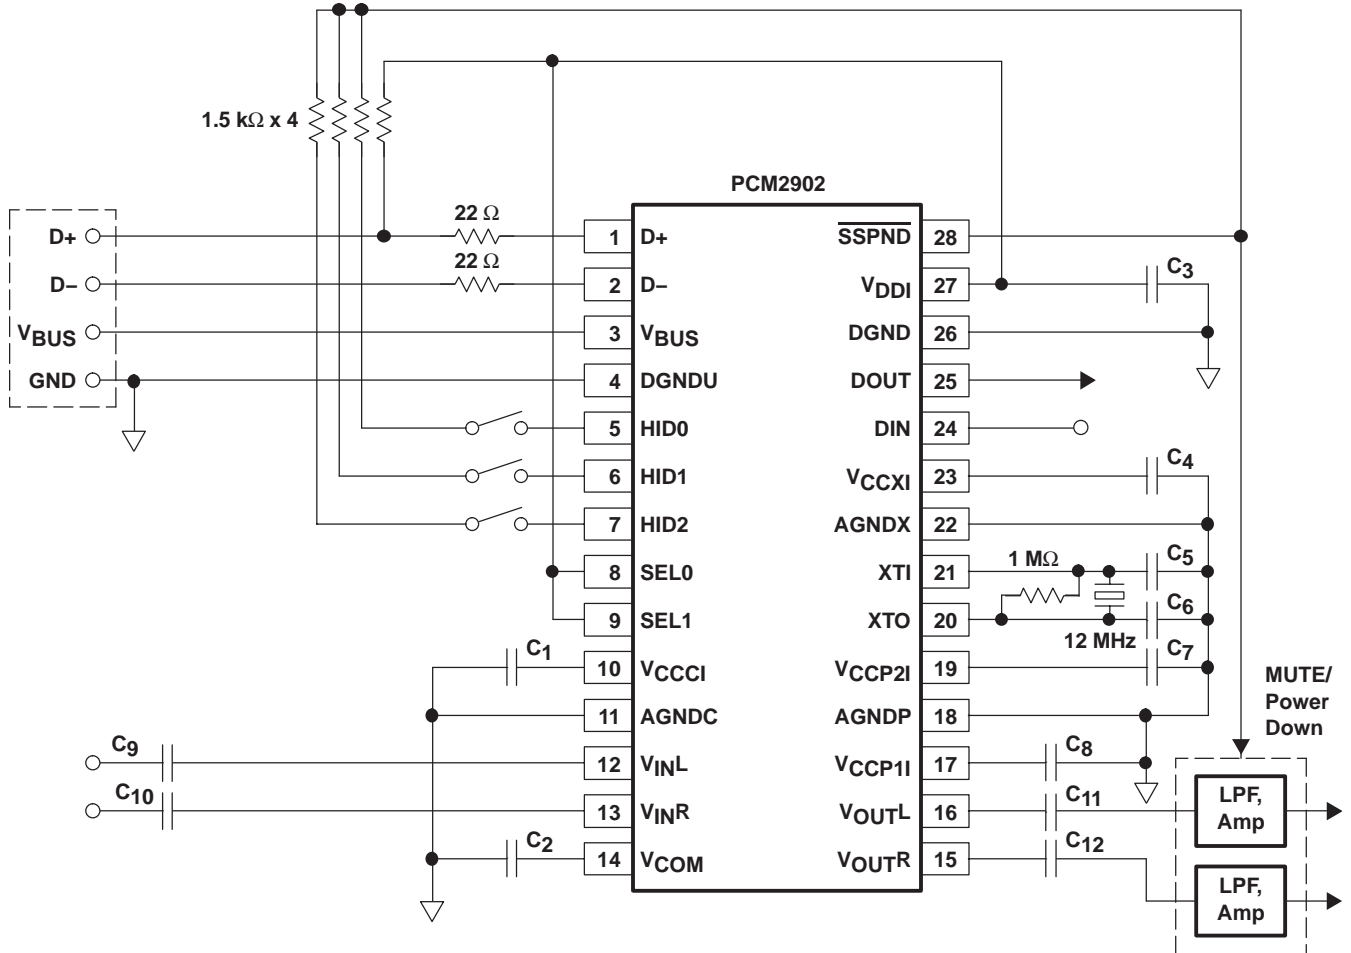 1.5 kΩ x 4
PCM2902
22 Ω
22 Ω
D+
D–
VBUS
GND
1 D+
2 D–
3 VBUS
4 DGNDU
5 HID0
6 HID1
7 HID2
8 SEL0
9 SEL1
10 VCCCI
11 AGNDC
12 VINL
13 VINR
14 VCOM
SSPND 28
VDDI 27
DGND 26
DOUT 25
DIN 24
VCCXI 23
AGNDX 22
XTI 21
XTO 20
VCCP2I 19
AGNDP 18
VCCP1I 17
VOUTL 16
VOUTR 15
C1
C9
C10
C2
C3
C4
1 MΩ
C5
C6
12 MHz
C7
C8
C11
C12
MUTE/
Power
Down
LPF,
Amp
LPF,
Amp